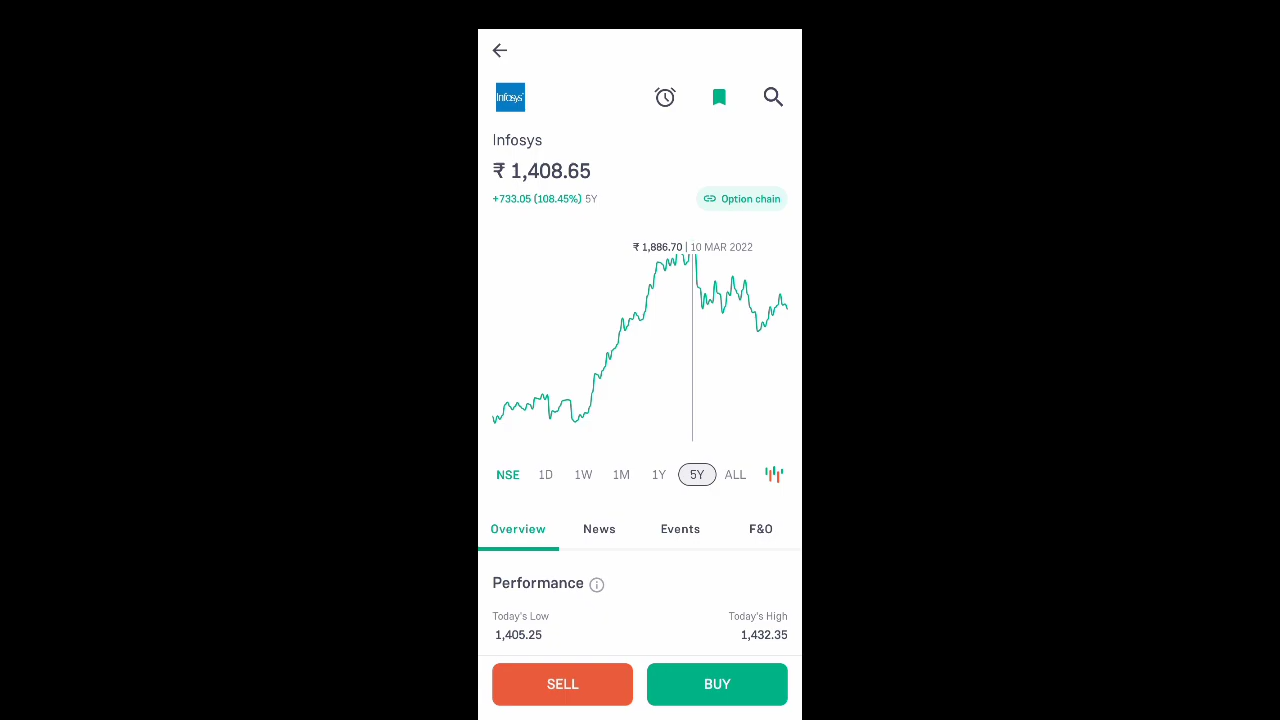 Infosys
Infosys
₹ 1,408.65
+733.05 (108.45%) 5Y
Option chain
₹ 1,886.70 | 10 MAR 2022
NSE 1D 1W 1M 1Y 5Y ALL
Overview News Events F&O
Performance
Today's Low Today's High
1,405.25 1,432.35
SELL BUY